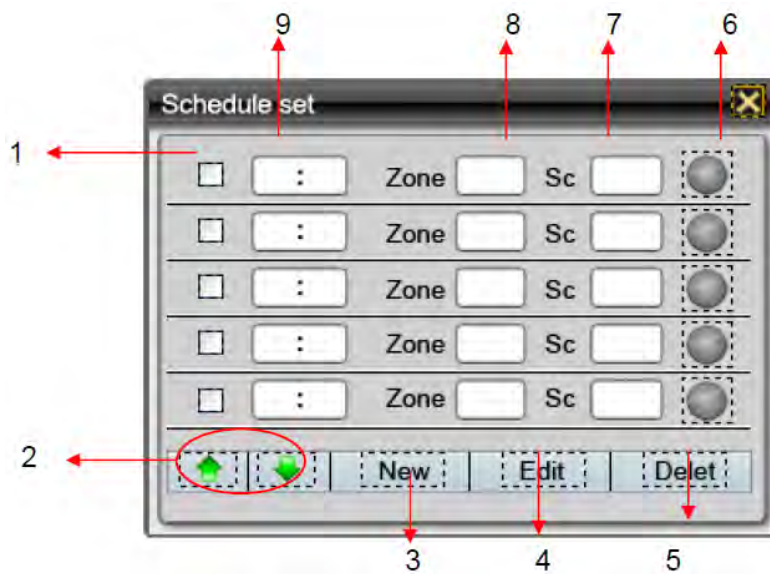 9 8 7 6
Schedule set
1
: Zone Sc
: Zone Sc
: Zone Sc
: Zone Sc
: Zone Sc
2
New Edit Delet
3 4 5